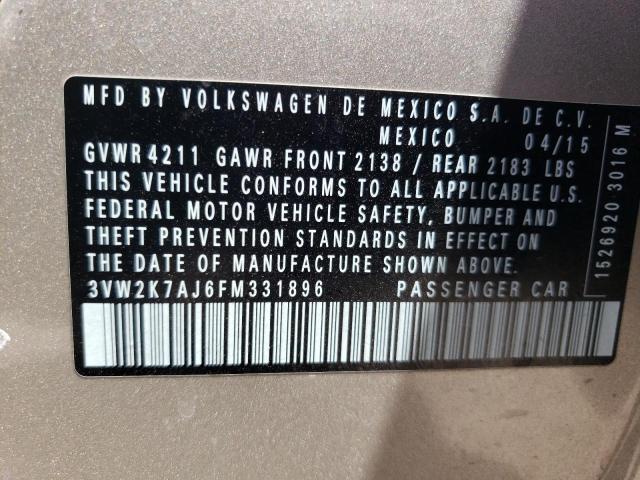 MFD BY VOLKSWAGEN DE MEXICO S.A. DE C.V.
MEXICO 04/15
GVWR 4211 GAWR FRONT 2138 / REAR 2183 LBS
THIS VEHICLE CONFORMS TO ALL APPLICABLE U.S.
FEDERAL MOTOR VEHICLE SAFETY, BUMPER AND
THEFT PREVENTION STANDARDS IN EFFECT ON
THE DATE OF MANUFACTURE SHOWN ABOVE.
3VW2K7AJ6FM331896 PASSENGER CAR
1526920 3016 M